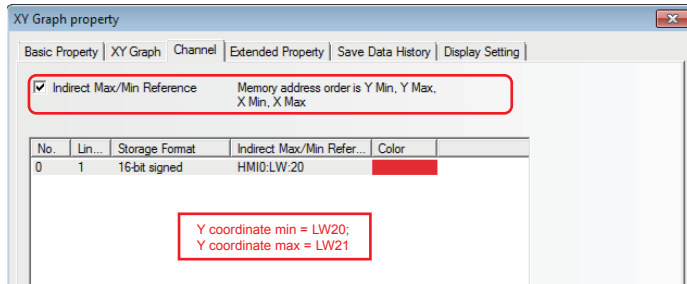 XY Graph property
Basic Property XY Graph Channel Extended Property Save Data History Display Setting
Indirect Max/Min Reference Memory address order is Y Min, Y Max,
X Min, X Max
No. Lin... Storage Format Indirect Max/Min Refer... Color
0 1 16-bit signed HMI0:LW:20
Y coordinate min = LW20;
Y coordinate max = LW21